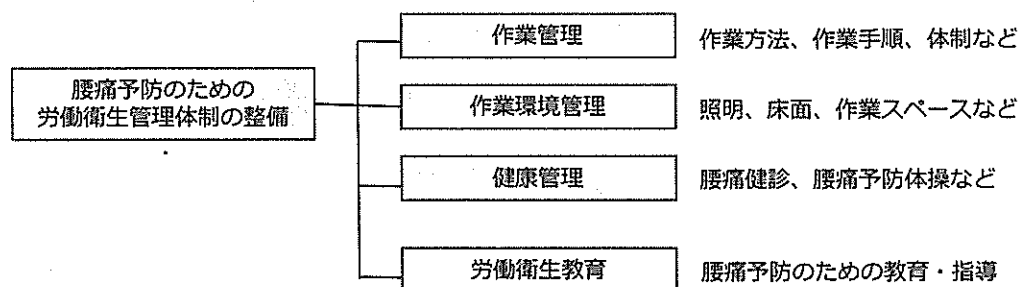 腰痛予防のための
労働衛生管理体制の整備
作業管理
作業方法、作業手順、体制など
作業環境管理
照明、床面、作業スペースなど
健康管理
腰痛健診、腰痛予防体操など
労働衛生教育
腰痛予防のための教育・指導